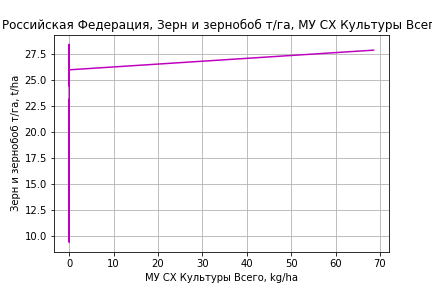 Российская Федерация, Зерн и зернобоб т/га, МУ СХ Культуры Всег
27.5
25.0
22.5
20.0
17.5
15.0
12.5
10.0
Зерн и зернобоб т/га, t/ha
0 10 20 30 40 50 60 70
МУ СХ Культуры Всего, kg/ha